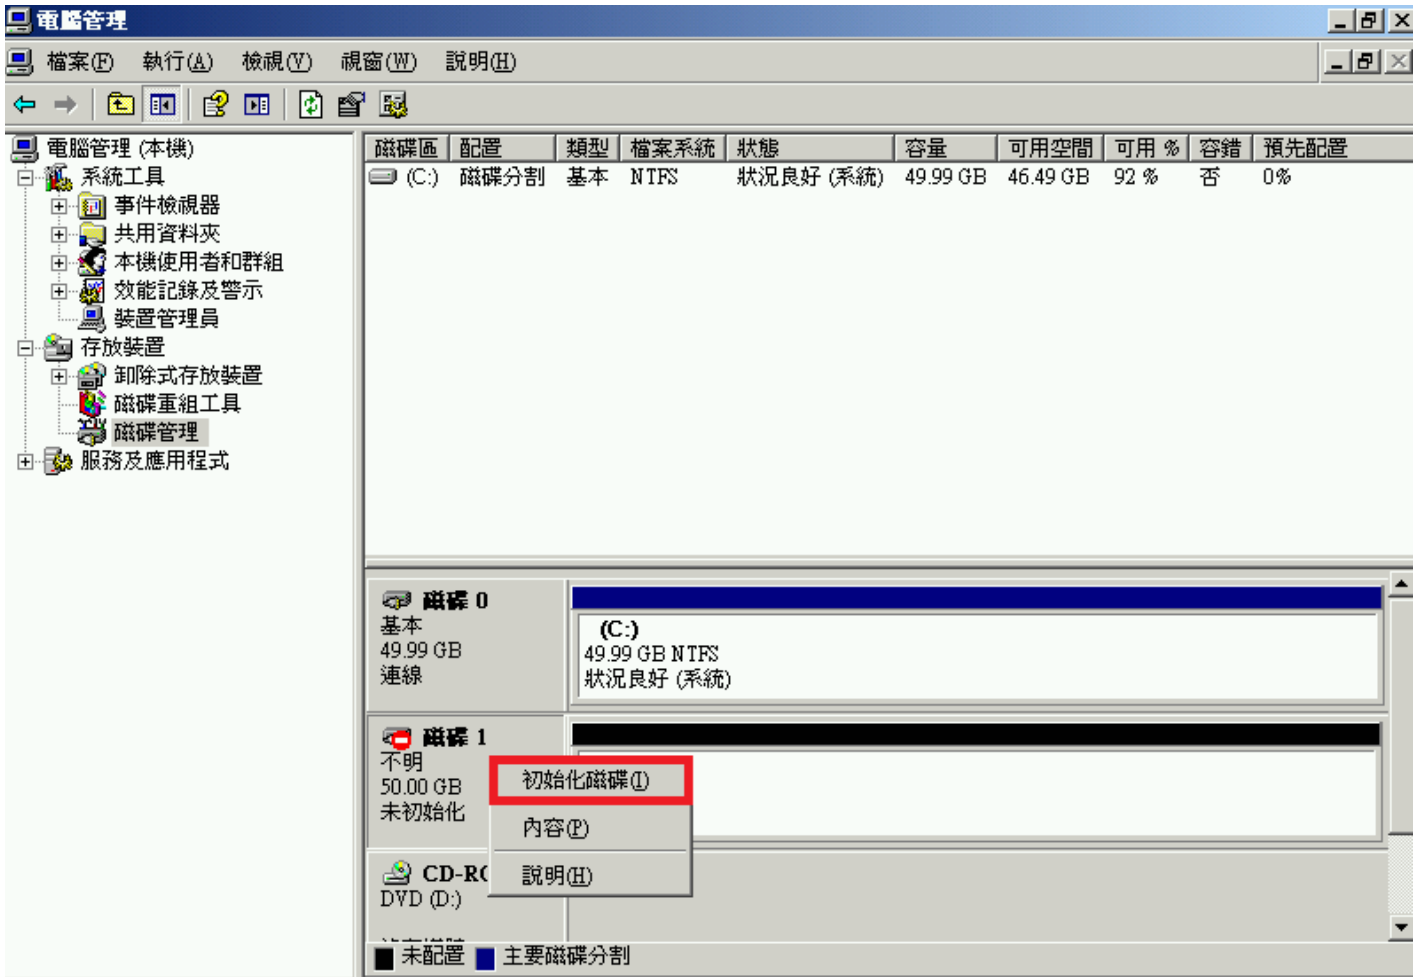 電腦管理
檔案(F) 執行(A) 檢視(V) 視窗(W) 說明(H)
電腦管理 (本機)
系統工具
事件檢視器
共用資料夾
本機使用者和群組
效能記錄及警示
裝置管理員
存放裝置
卸除式存放裝置
磁碟重組工具
磁碟管理
服務及應用程式
磁碟區 配置 類型 檔案系統 狀態 容量 可用空間 可用 % 容錯 預先配置
(C:) 磁碟分割 基本 NTFS 狀況良好 (系統) 49.99 GB 46.49 GB 92 % 否 0%
磁碟 0
基本
49.99 GB
連線
(C:)
49.99 GB NTFS
狀況良好 (系統)
磁碟 1
不明
50.00 GB
未初始化
初始化磁碟(I)
內容(P)
說明(H)
CD-RO
DVD (D:)
未配置 主要磁碟分割